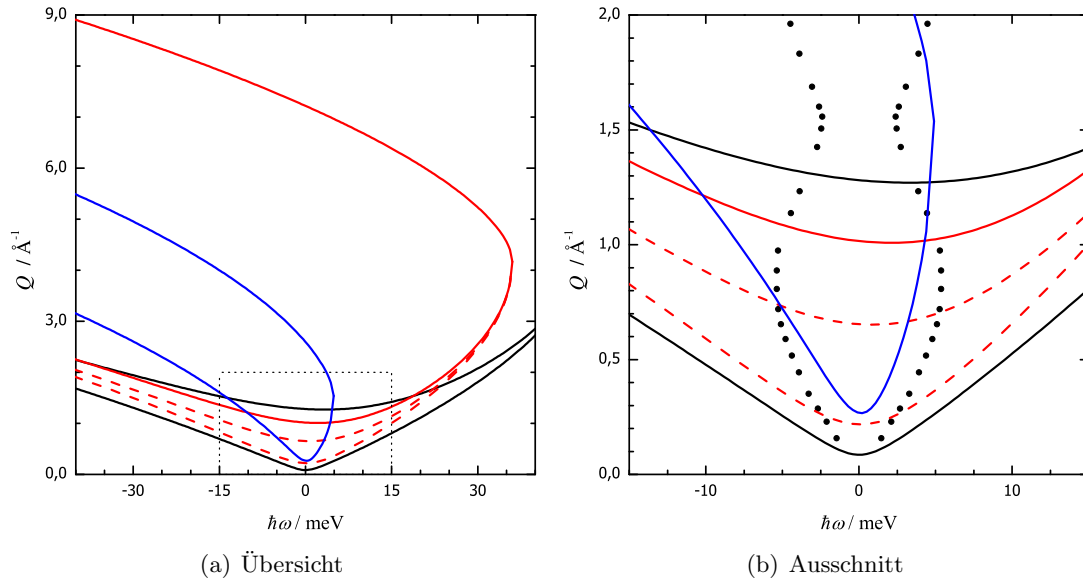 9,0
6,0
3,0
0,0
Q / Å⁻¹
-30
-15
0
15
30
ħω / meV
(a) Übersicht
2,0
1,5
1,0
0,5
0,0
Q / Å⁻¹
-10
0
10
ħω / meV
(b) Ausschnitt